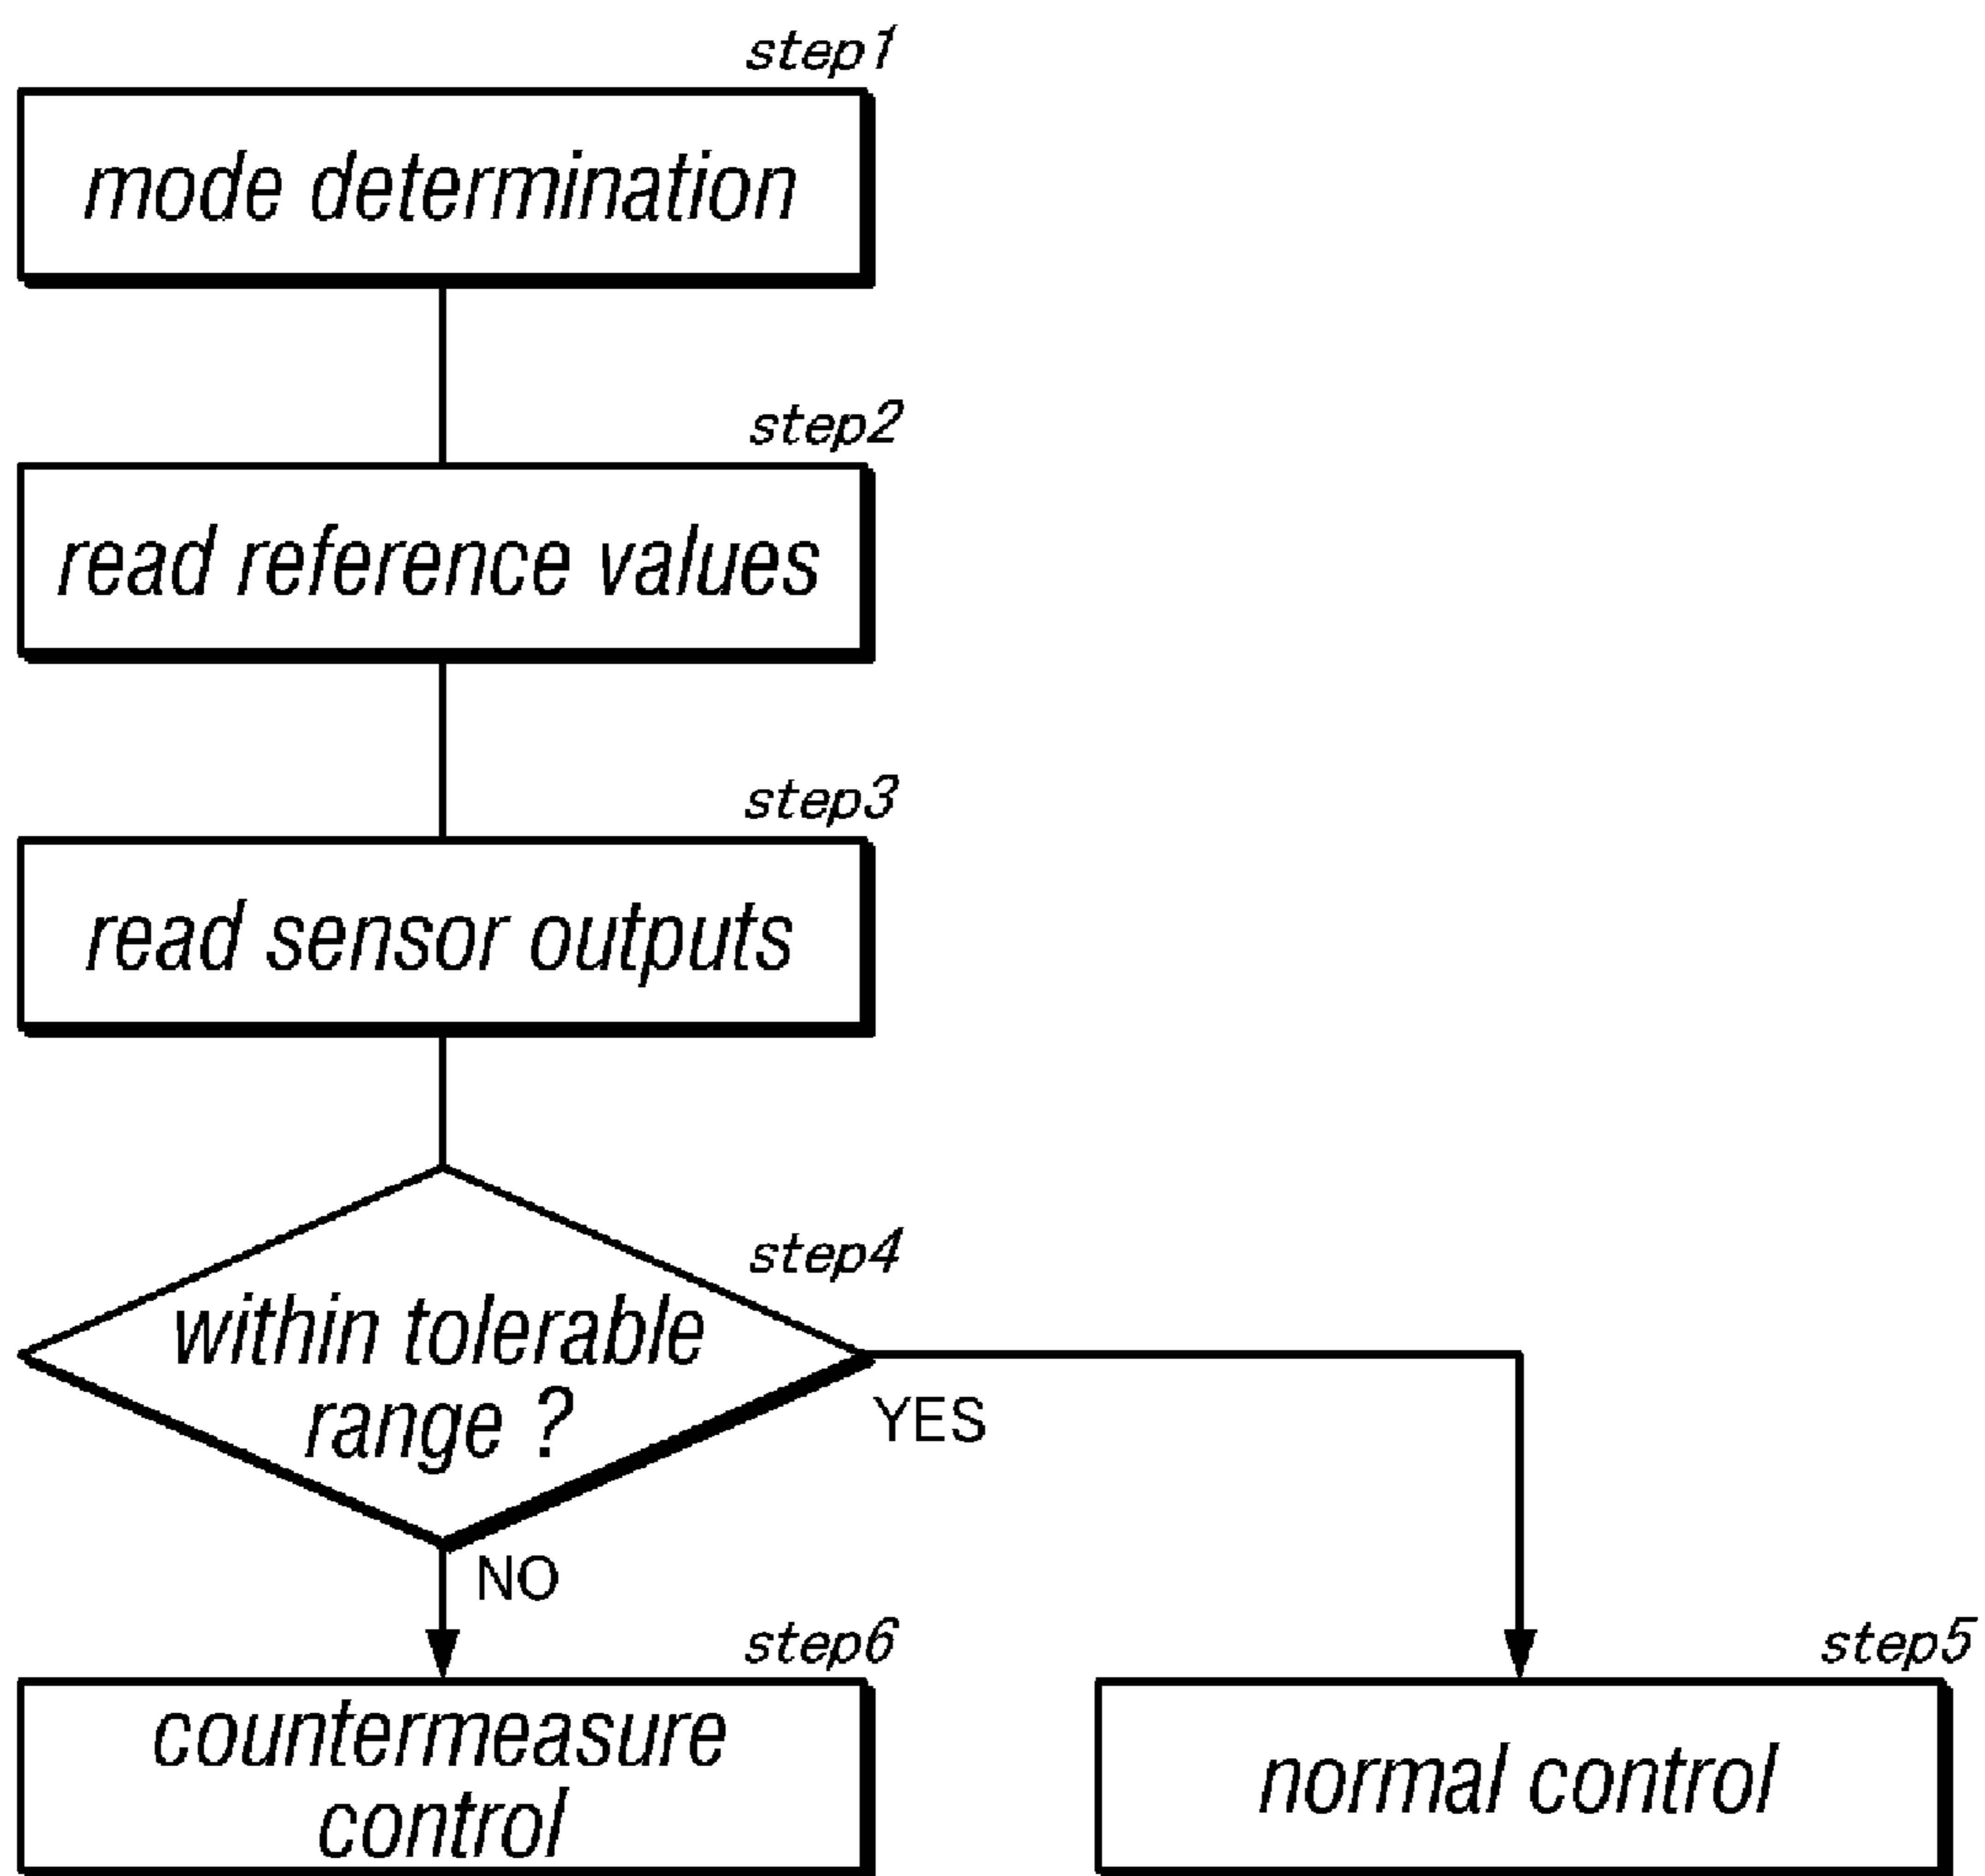 step1
mode determination
step2
read reference values
step3
read sensor outputs
step4
within tolerable
range ?
YES
NO
step6
countermeasure
control
step5
normal control